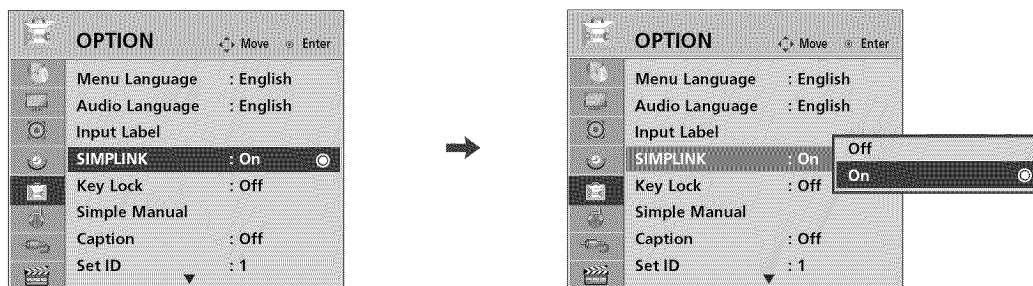 OPTION Move Enter
Menu Language : English
Audio Language : English
Input Label
SIMPLINK : On
Key Lock : Off
Simple Manual
Caption : Off
Set ID : 1
OPTION Move Enter
Menu Language : English
Audio Language : English
Input Label
SIMPLINK : On
Key Lock : Off
Simple Manual
Caption : Off
Set ID : 1
Off
On